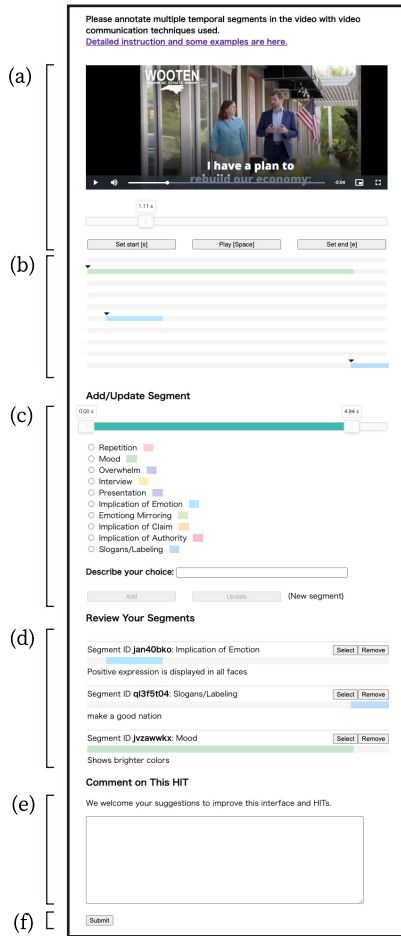 Please annotate multiple temporal segments in the video with video
communication techniques used.
Detailed instruction and some examples are here.
(a)
WOOTEN
NC SENATE
I have a plan to
rebuild our economy:
-0:04
1.11 s
Set start [s] Play [Space] Set end [e]
(b)
Add/Update Segment
(c)
0.00 s 4.94 s
Repetition
Mood
Overwhelm
Interview
Presentation
Implication of Emotion
Emotiong Mirroring
Implication of Claim
Implication of Authority
Slogans/Labeling
Describe your choice:
Add Update (New segment)
Review Your Segments
(d)
Segment ID jan40bko: Implication of Emotion Select Remove
Positive expression is displayed in all faces
Segment ID ql3f5t04: Slogans/Labeling Select Remove
make a good nation
Segment ID jvzawwkx: Mood Select Remove
Shows brighter colors
Comment on This HIT
(e)
We welcome your suggestions to improve this interface and HITs.
(f)
Submit